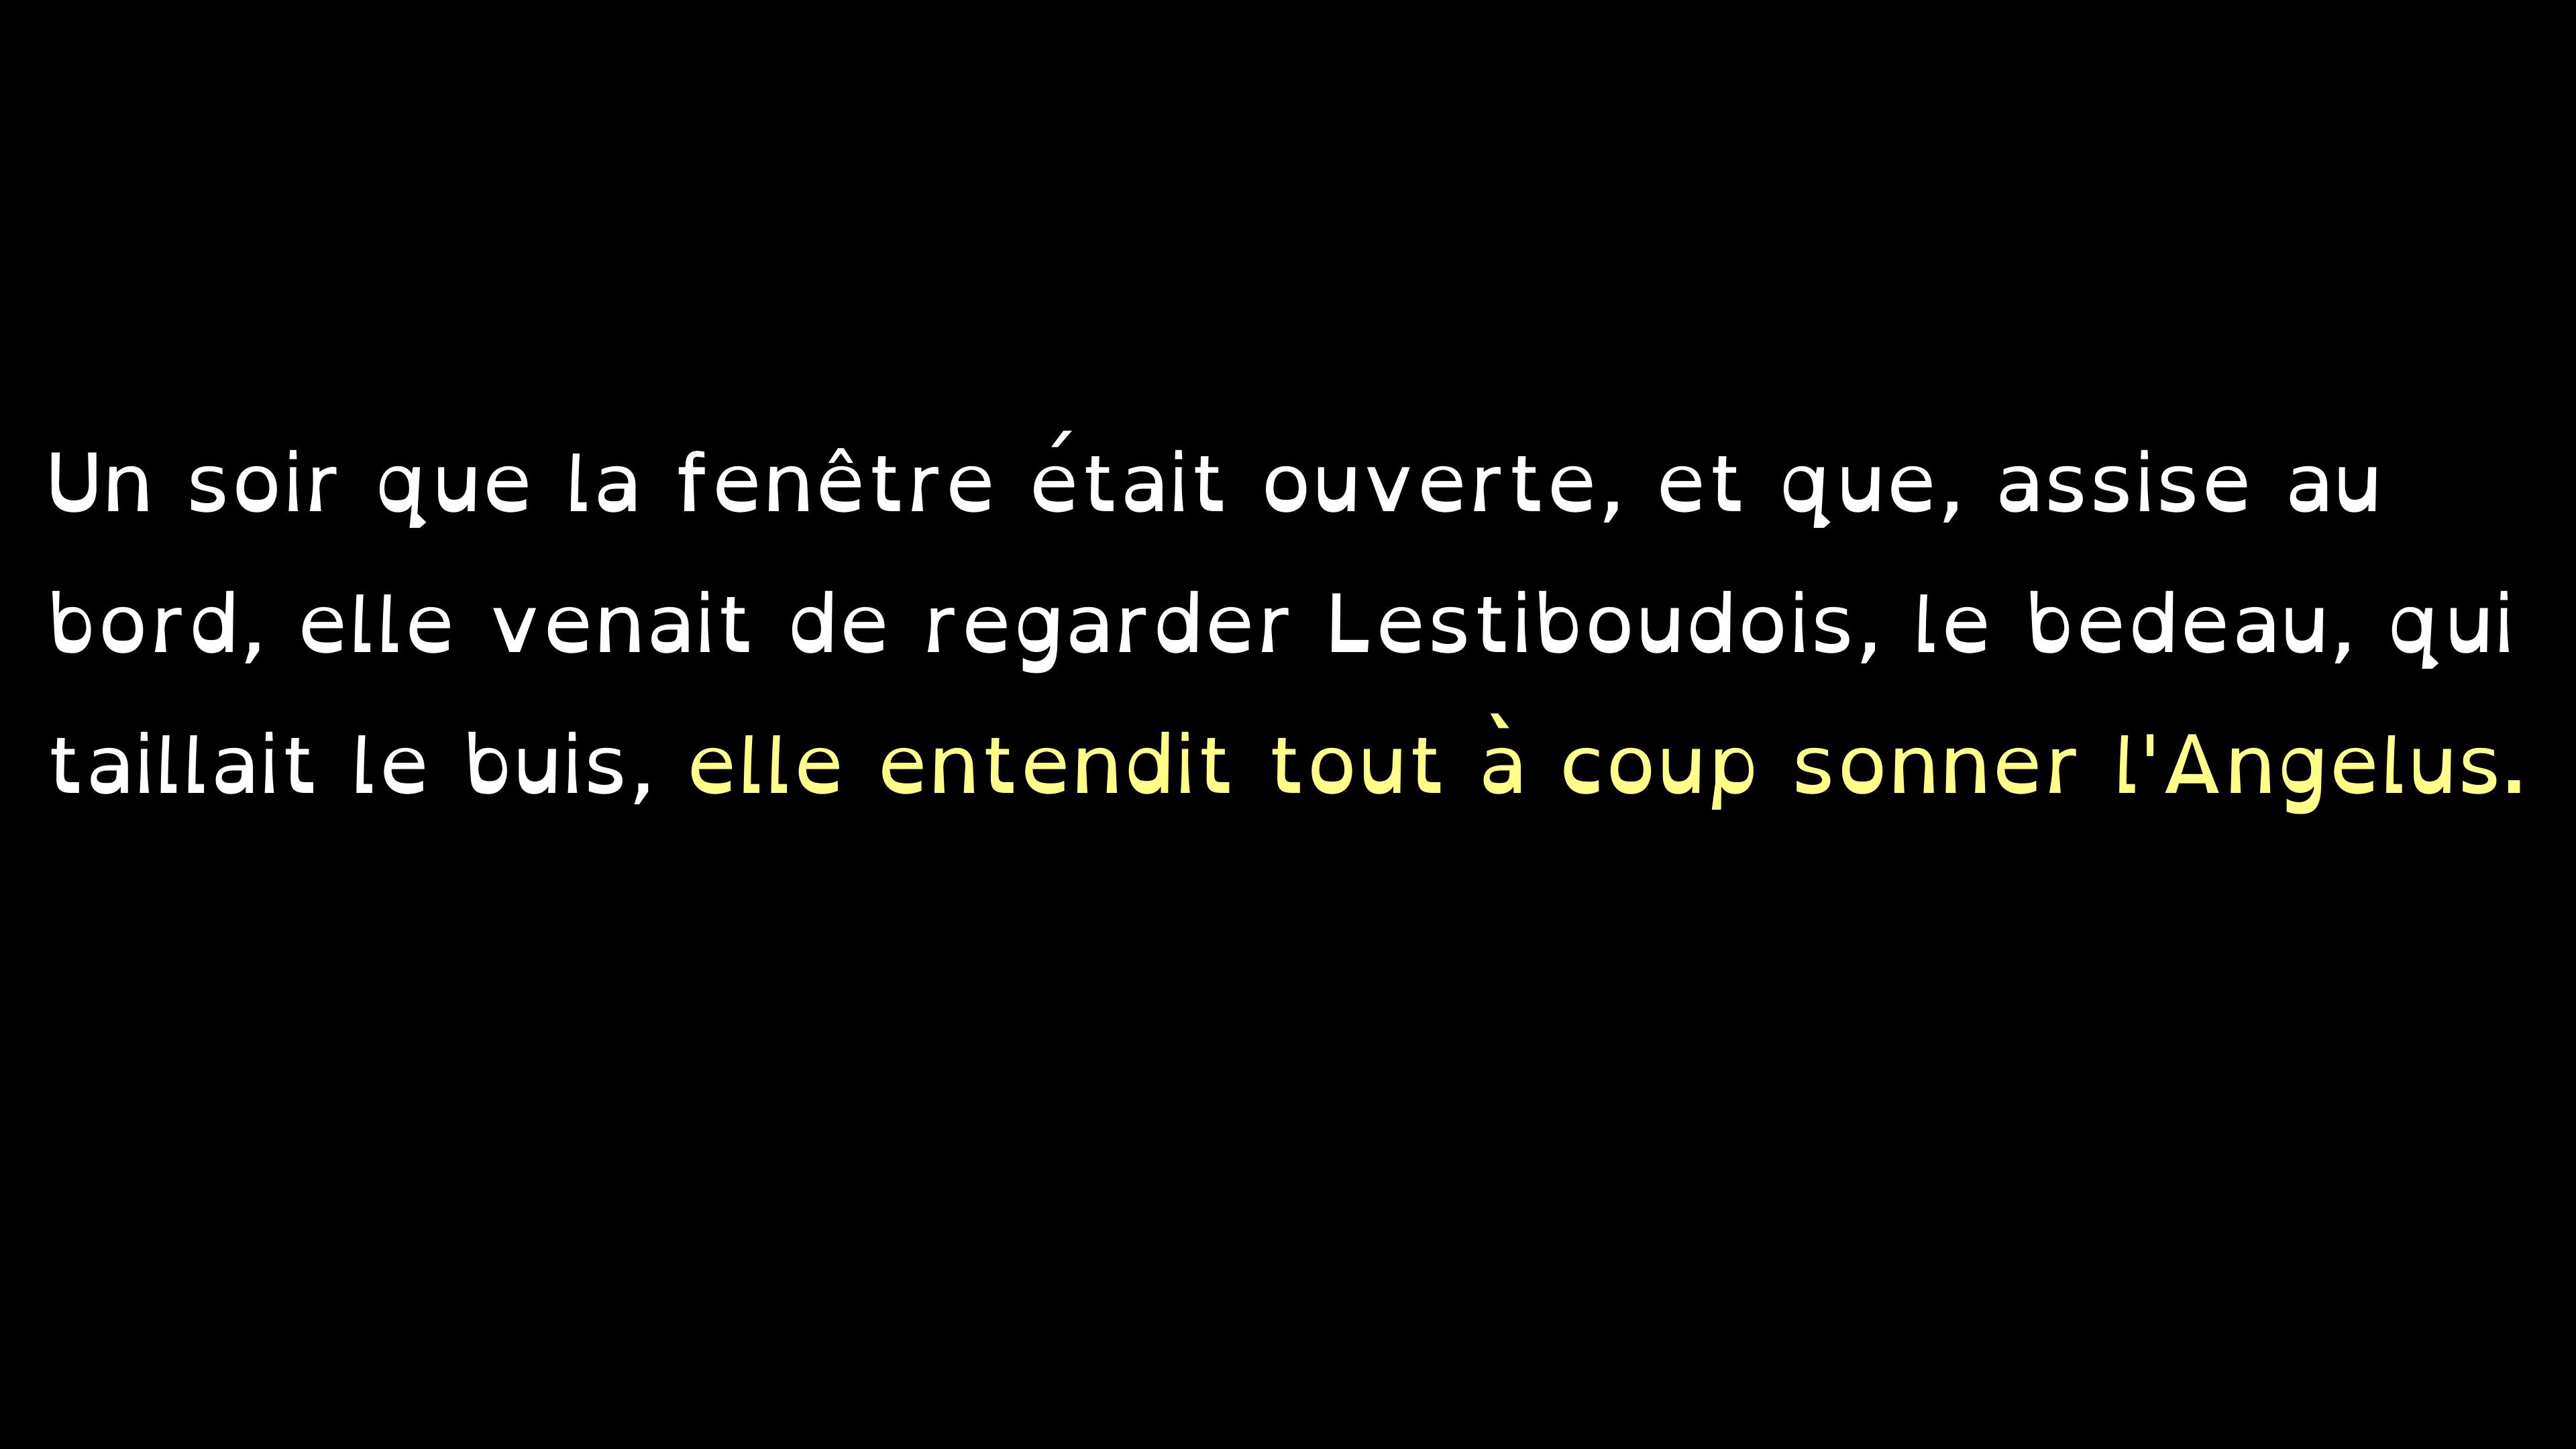 Un soir que la fenêtre était ouverte, et que, assise au
bord, elle venait de regarder Lestiboudois, le bedeau, qui
taillait le buis, elle entendit tout à coup sonner l'Angelus.